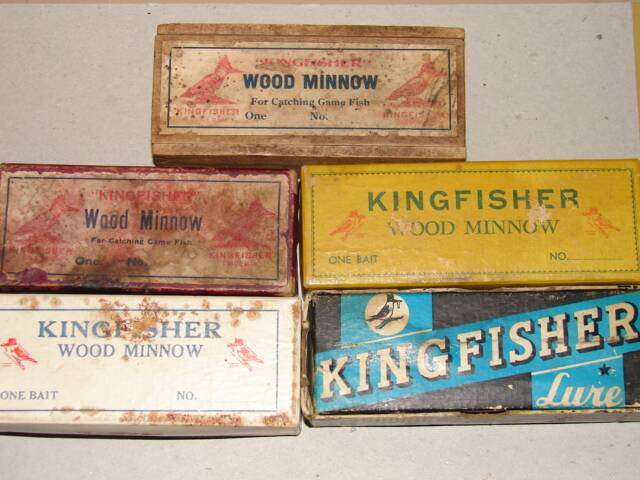 "KINGFISHER"
WOOD MINNOW
For Catching Game Fish
One No.
KINGFISHER KINGFISHER
"KINGFISHER"
Wood Minnow
For Catching Game Fish
One No.
KINGFISHER KINGFISHER
KINGFISHER
WOOD MINNOW
ONE BAIT NO.
KINGFISHER
WOOD MINNOW
ONE BAIT NO.
KINGFISHER
Lure